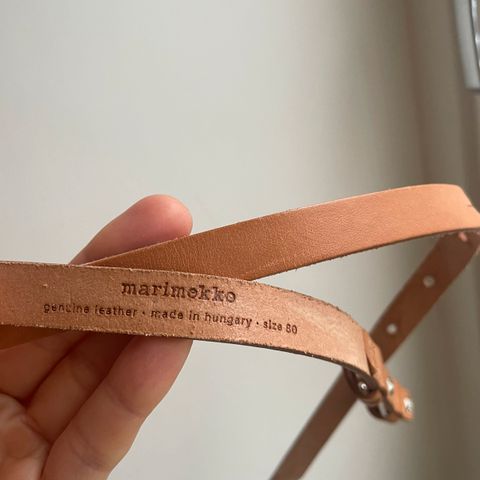 marimekko
genuine leather · made in hungary · size 80